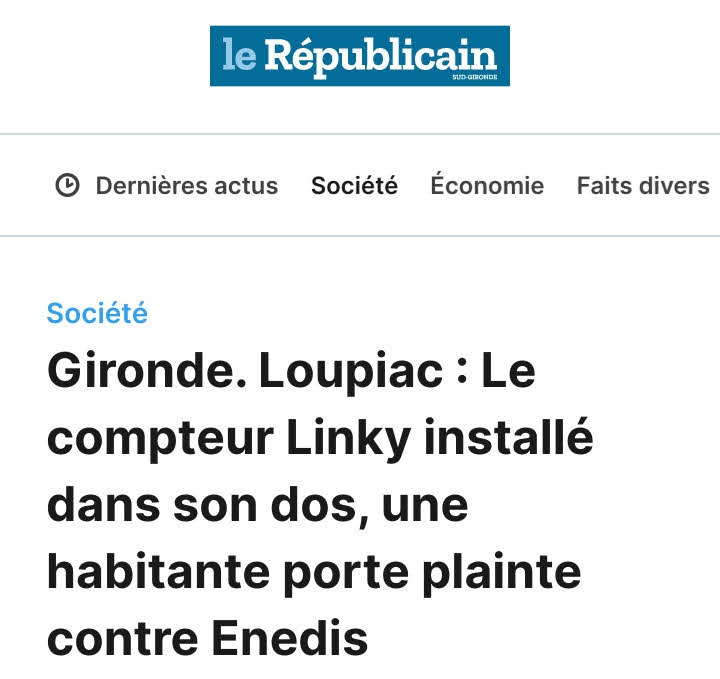 le Républicain
SUD-GIRONDE
Dernières actus Société Économie Faits divers
Société
Gironde. Loupiac : Le
compteur Linky installé
dans son dos, une
habitante porte plainte
contre Enedis